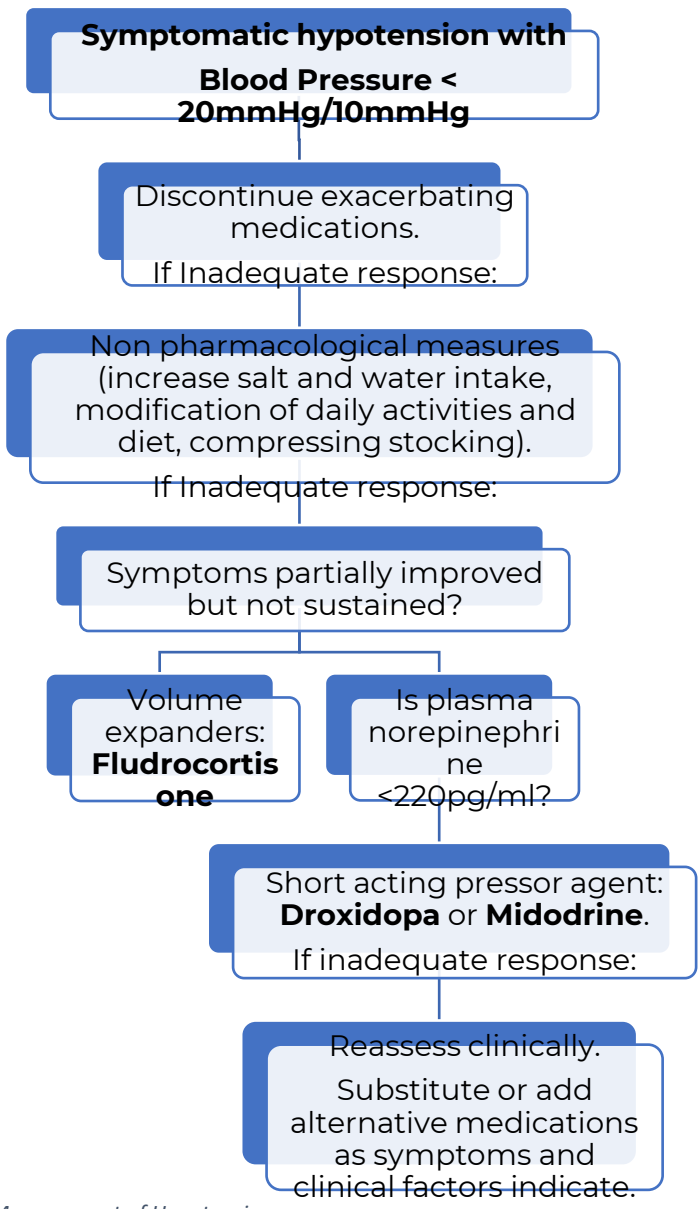 Symptomatic hypotension with
Blood Pressure <
20mmHg/10mmHg
Discontinue exacerbating
medications.
If Inadequate response:
Non pharmacological measures
(increase salt and water intake,
modification of daily activities and
diet, compressing stocking).
If Inadequate response:
Symptoms partially improved
but not sustained?
Volume
expanders:
Fludrocortis
one
Is plasma
norepinephri
ne
<220pg/ml?
Short acting pressor agent:
Droxidopa or Midodrine.
If inadequate response:
Reassess clinically.
Substitute or add
alternative medications
as symptoms and
clinical factors indicate.